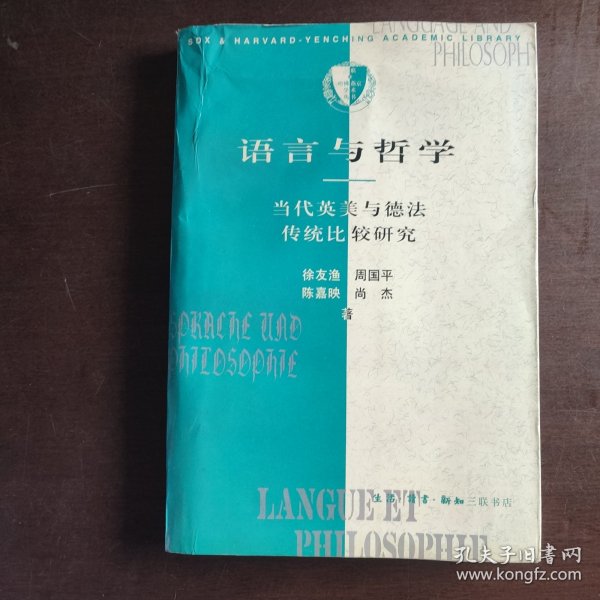 LANGUAGE AND
SDX & HARVARD-YENCHING ACADEMIC LIBRARY
PHILOSOPHY
语言与哲学
当代英美与德法
传统比较研究
徐友渔 周国平
陈嘉映 尚杰
著
SPRACHE UND
PHILOSOPHIE
LANGUE ET
PHILOSOPHIE
生活·读书·新知三联书店
孔夫子旧书网
www.kongfz.com